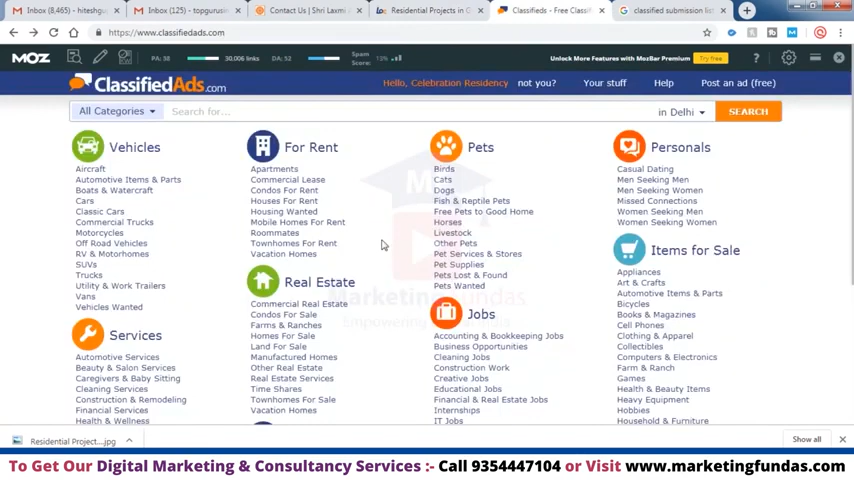 Inbox (8,465) - hiteshgu
Inbox (125) - topgurusin
Contact Us | Shri Laxmi
Residential Projects in G
Classifieds - Free Classif
classified submission list
https://www.classifiedads.com
MOZ
PA: 38
30,006 links
DA: 52
Spam Score: 13%
Unlock More Features with MozBar Premium
Try free
ClassifiedAds.com
Hello, Celebration Residency not you? Your stuff Help Post an ad (free)
All Categories Search for... in Delhi SEARCH
Vehicles
Aircraft
Automotive Items & Parts
Boats & Watercraft
Cars
Classic Cars
Commercial Trucks
Motorcycles
Off Road Vehicles
RV & Motorhomes
SUVs
Trucks
Utility & Work Trailers
Vans
Vehicles Wanted
Services
Automotive Services
Beauty & Salon Services
Caregivers & Baby Sitting
Cleaning Services
Construction & Remodeling
Financial Services
Health & Wellness
For Rent
Apartments
Commercial Lease
Condos For Rent
Houses For Rent
Housing Wanted
Mobile Homes For Rent
Roommates
Townhomes For Rent
Vacation Homes
Real Estate
Commercial Real Estate
Condos For Sale
Farms & Ranches
Homes For Sale
Land For Sale
Manufactured Homes
Other Real Estate
Real Estate Services
Time Shares
Townhomes For Sale
Vacation Homes
Pets
Birds
Cats
Dogs
Fish & Reptile Pets
Free Pets to Good Home
Horses
Livestock
Other Pets
Pet Services & Stores
Pet Supplies
Pets Lost & Found
Pets Wanted
Jobs
Accounting & Bookkeeping Jobs
Business Opportunities
Cleaning Jobs
Construction Work
Creative Jobs
Educational Jobs
Financial & Real Estate Jobs
Internships
IT Jobs
Personals
Casual Dating
Men Seeking Men
Men Seeking Women
Missed Connections
Women Seeking Men
Women Seeking Women
Items for Sale
Appliances
Art & Crafts
Automotive Items & Parts
Bicycles
Books & Magazines
Cell Phones
Clothing & Apparel
Collectibles
Computers & Electronics
Farm & Ranch
Games
Health & Beauty Items
Heavy Equipment
Hobbies
Household & Furniture
Marketing Fundas
Residential Project....jpg
Show all
To Get Our Digital Marketing & Consultancy Services :- Call 9354447104 or Visit www.marketingfundas.com